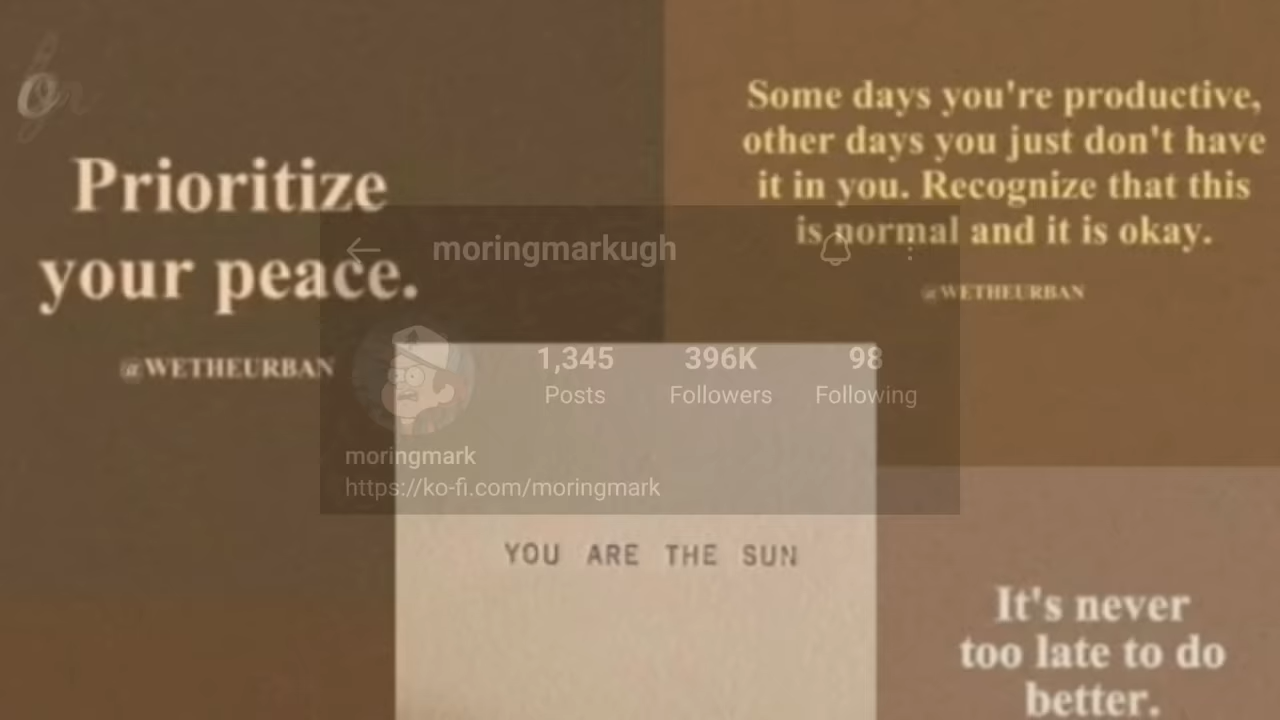 Prioritize
your peace.
@WETHEURBAN
Some days you're productive,
other days you just don't have
it in you. Recognize that this
is normal and it is okay.
@WETHEURBAN
moringmarkugh
1,345 396K 98
Posts Followers Following
moringmark
https://ko-fi.com/moringmark
YOU ARE THE SUN
It's never
too late to do
better.